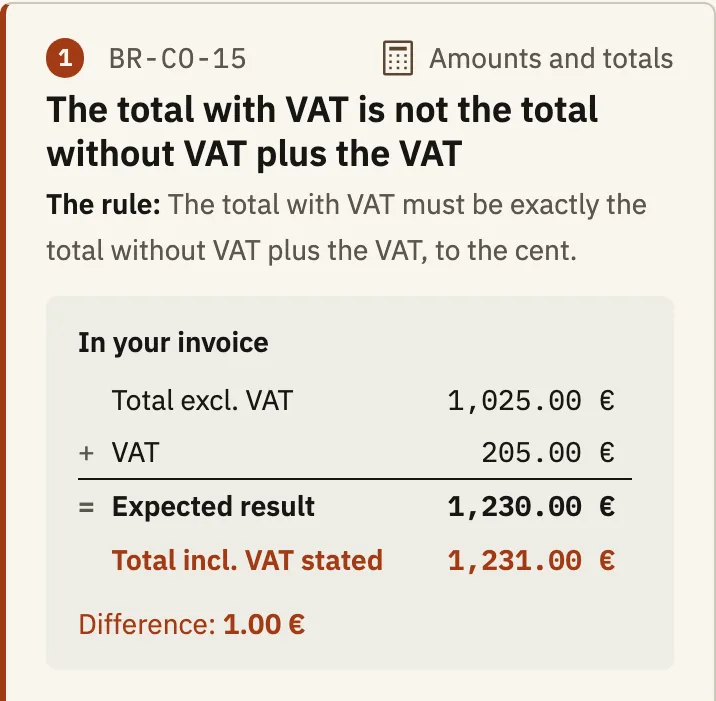 1 BR-CO-15 Amounts and totals
The total with VAT is not the total
without VAT plus the VAT
The rule: The total with VAT must be exactly the
total without VAT plus the VAT, to the cent.
In your invoice
Total excl. VAT 1,025.00 €
+ VAT 205.00 €
= Expected result 1,230.00 €
Total incl. VAT stated 1,231.00 €
Difference: 1.00 €